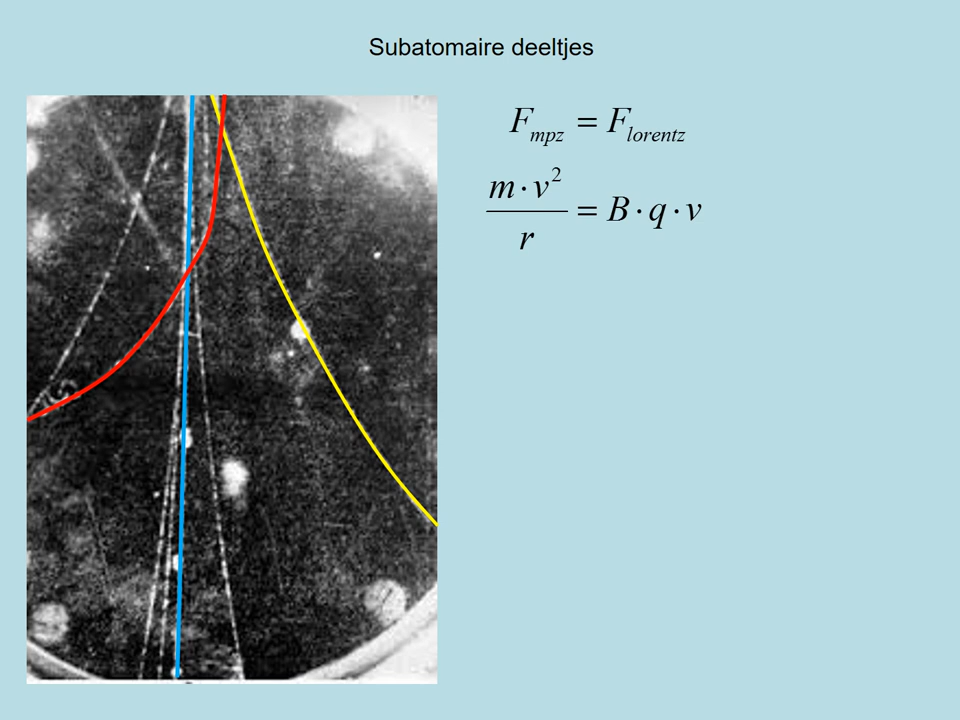 Subatomaire deeltjes
F_mpz = F_lorentz
m · v² / r = B · q · v